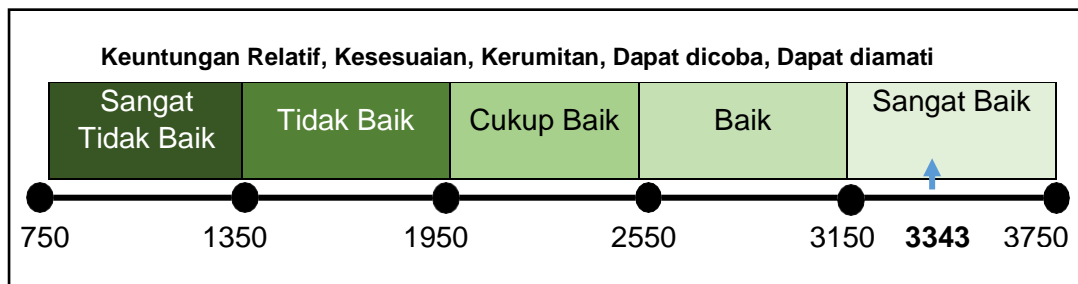 Keuntungan Relatif, Kesesuaian, Kerumitan, Dapat dicoba, Dapat diamati
Sangat
Tidak Baik
Tidak Baik
Cukup Baik
Baik
Sangat Baik
750 1350 1950 2550 3150 3343 3750